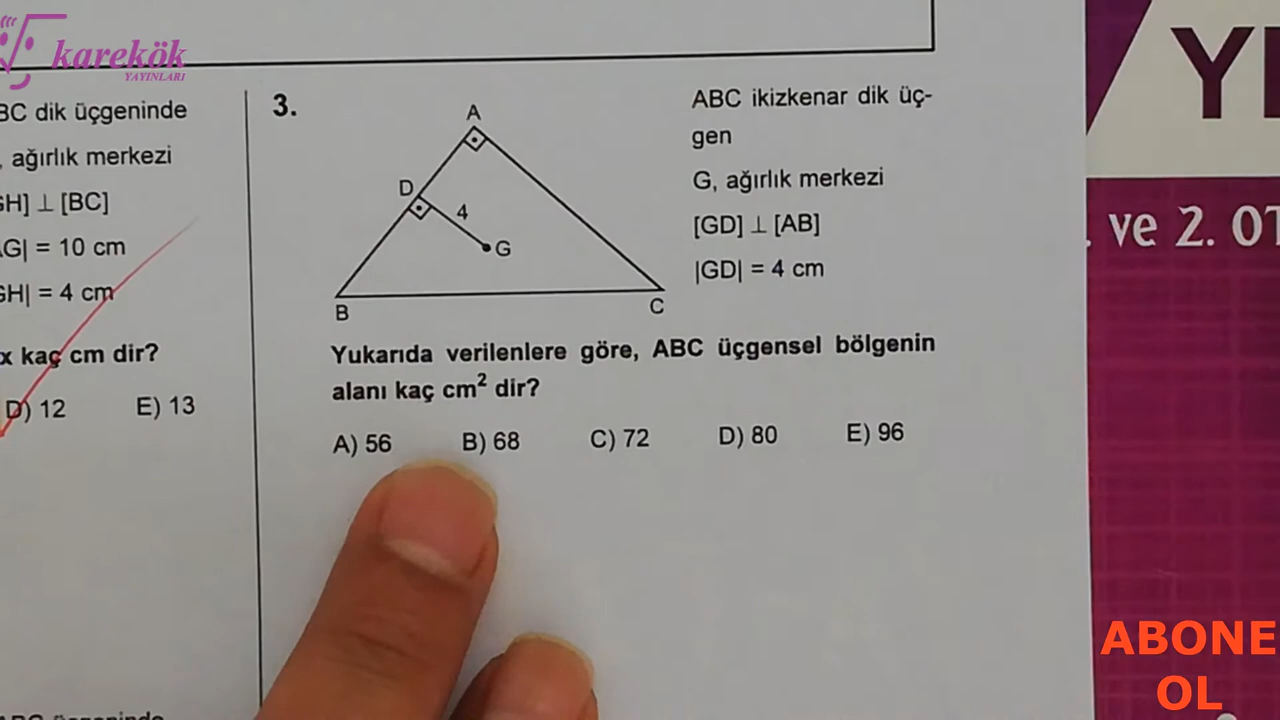 karekök
YAYINLARI
BC dik üçgeninde
, ağırlık merkezi
GH] ⊥ [BC]
AG| = 10 cm
GH| = 4 cm
x kaç cm dir?
D) 12 E) 13
3.
A
D
4
G
B
C
ABC ikizkenar dik üç-
gen
G, ağırlık merkezi
[GD] ⊥ [AB]
|GD| = 4 cm
Yukarıda verilenlere göre, ABC üçgensel bölgenin
alanı kaç cm² dir?
A) 56 B) 68 C) 72 D) 80 E) 96
ve 2. OT
ABONE
OL